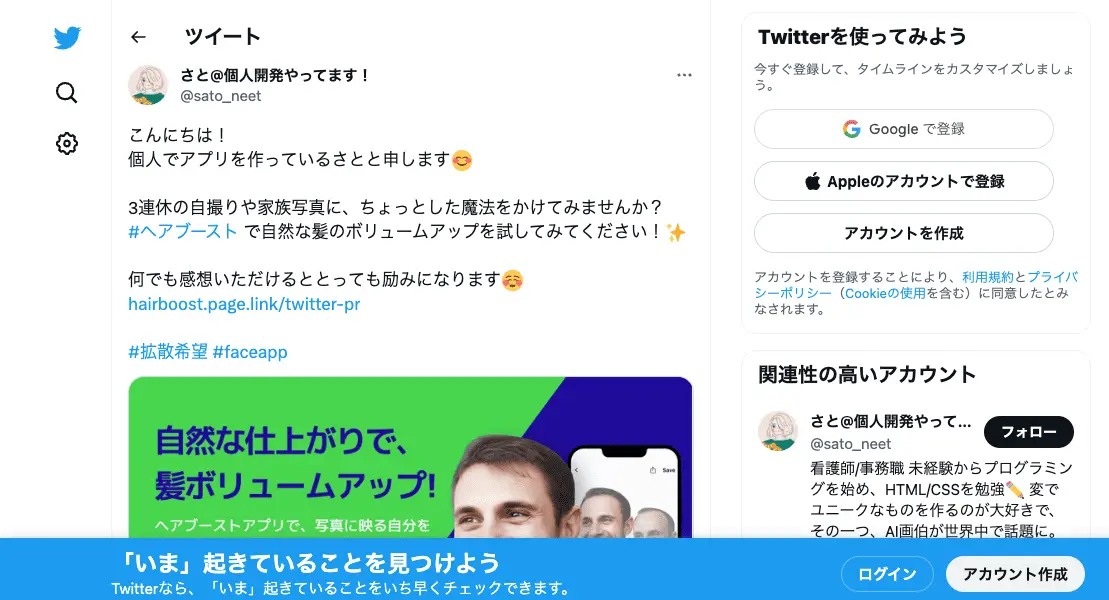 ツイート
さと@個人開発やってます！
@sato_neet
こんにちは！
個人でアプリを作っているさとと申します😊
3連休の自撮りや家族写真に、ちょっとした魔法をかけてみませんか？
#ヘアブースト で自然な髪のボリュームアップを試してみてください！✨
何でも感想いただけるととっても励みになります☺️
hairboost.page.link/twitter-pr
#拡散希望 #faceapp
自然な仕上がりで、
髪ボリュームアップ!
ヘアブーストアプリで、写真に映る自分を
Save
Twitterを使ってみよう
今すぐ登録して、タイムラインをカスタマイズしましょ
う。
Google で登録
Appleのアカウントで登録
アカウントを作成
アカウントを登録することにより、利用規約とプライバ
シーポリシー（Cookieの使用を含む）に同意したとみ
なされます。
関連性の高いアカウント
さと@個人開発やって...
@sato_neet
フォロー
看護師/事務職 未経験からプログラミン
グを始め、HTML/CSSを勉強✏️ 変で
ユニークなものを作るのが大好きで、
その一つ、AI画伯が世界中で話題に。
「いま」起きていることを見つけよう
Twitterなら、「いま」起きていることをいち早くチェックできます。
ログイン
アカウント作成